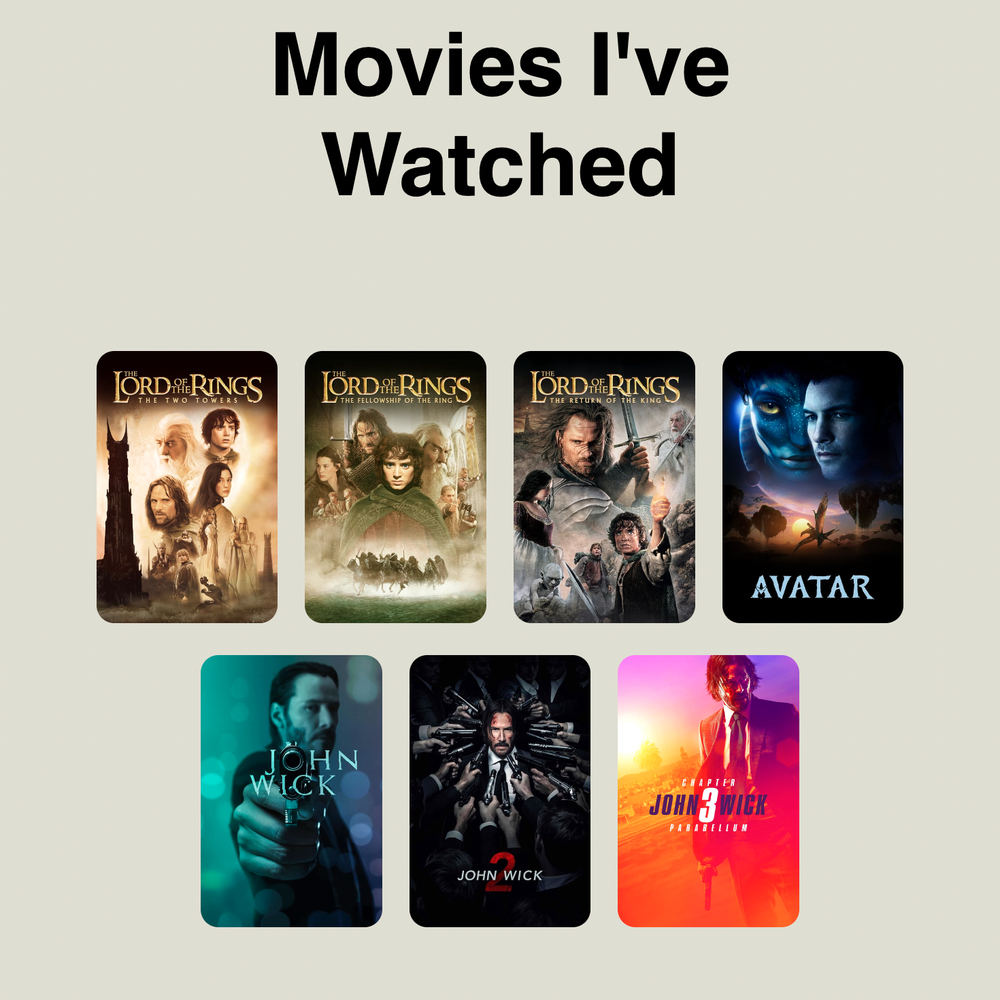 Movies I've
Watched
THE
LORD OF THE RINGS
THE TWO TOWERS
THE
LORD OF THE RINGS
THE FELLOWSHIP OF THE RING
THE
LORD OF THE RINGS
THE RETURN OF THE KING
AVATAR
JOHN
WICK
2
JOHN WICK
CHAPTER
JOHN 3 WICK
PARABELLUM